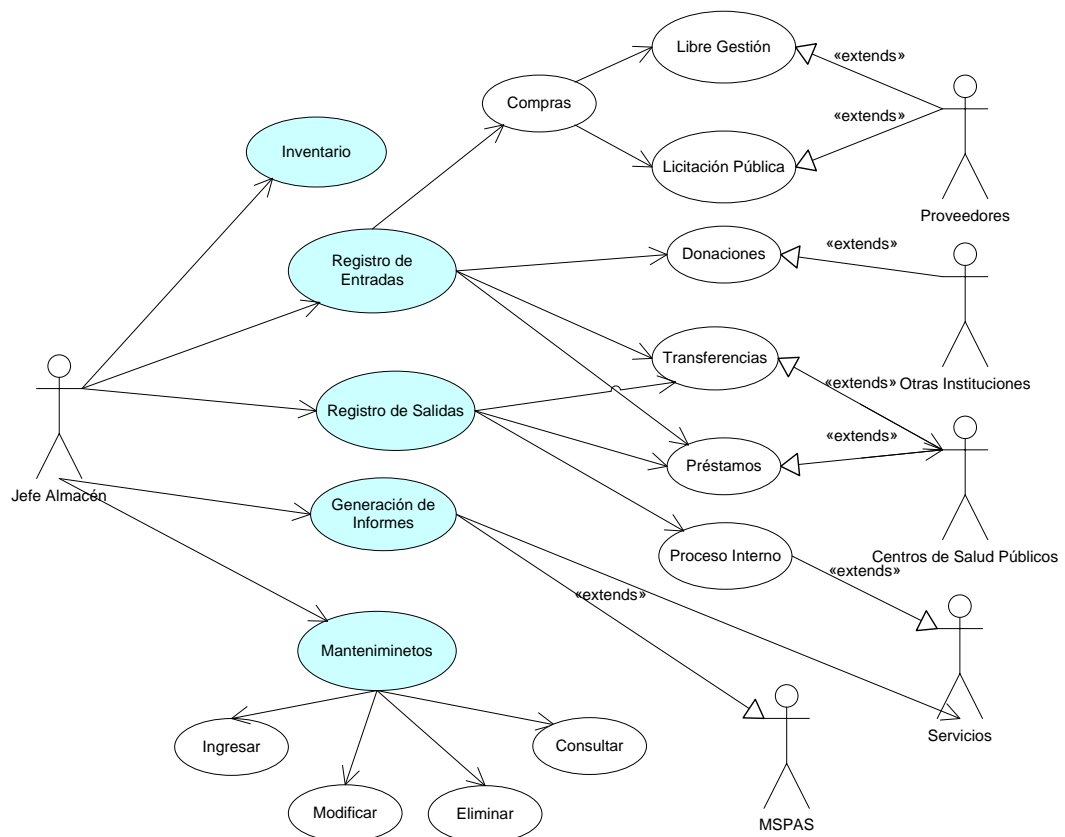 Libre Gestión
«extends»
Compras
«extends»
Inventario
Licitación Pública
Proveedores
Registro de
Entradas
Donaciones
«extends»
Transferencias
«extends»
Otras Instituciones
Registro de Salidas
«extends»
Préstamos
Jefe Almacén
Generación de
Informes
Proceso Interno
Centros de Salud Públicos
«extends»
«extends»
Manteniminetos
Servicios
Ingresar
Consultar
Modificar
Eliminar
MSPAS